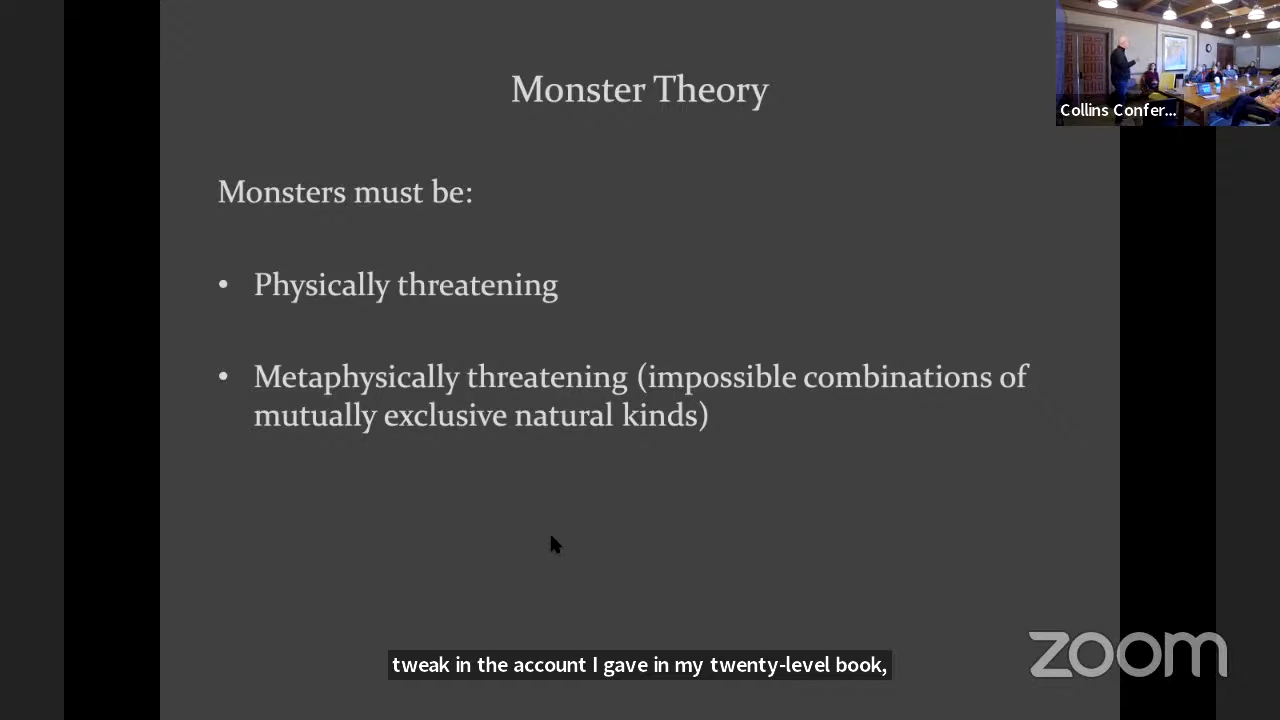 Monster Theory
Collins Confer...
Monsters must be:
• Physically threatening
• Metaphysically threatening (impossible combinations of
mutually exclusive natural kinds)
tweak in the account I gave in my twenty-level book,
zoom